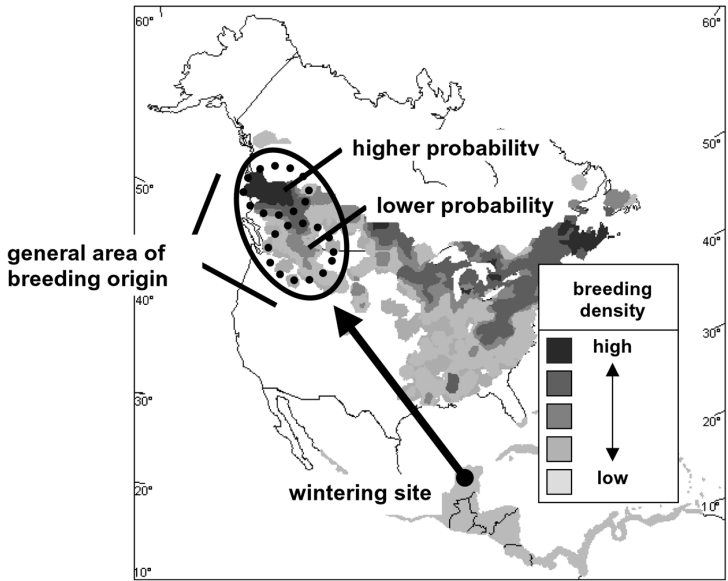 60°
60°
higher probabilitv
50°
50°
lower probability
general area of
breeding origin
40°
40°
breeding
density
high
30°
30°
low
20°
20°
wintering site
10°
10°